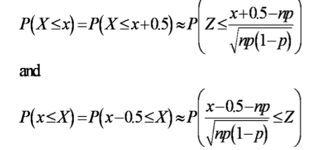 P(X≤x)=P(X≤x+0.5)≈P(Z≤(x+0.5−np)/√(np(1−p)))
and
P(x≤X)=P(x−0.5≤X)≈P((x−0.5−np)/√(np(1−p))≤Z)